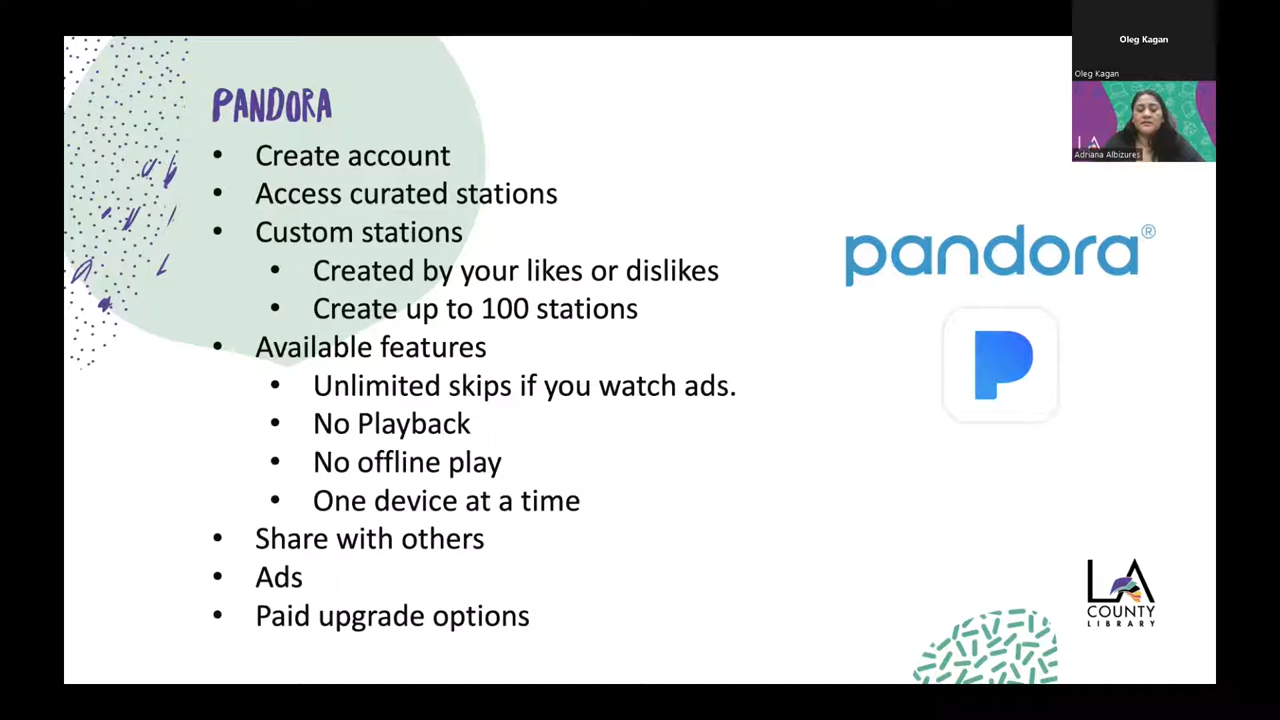 Oleg Kagan
Oleg Kagan
Adriana Albizures
PANDORA
• Create account
• Access curated stations
• Custom stations
• Created by your likes or dislikes
• Create up to 100 stations
• Available features
• Unlimited skips if you watch ads.
• No Playback
• No offline play
• One device at a time
• Share with others
• Ads
• Paid upgrade options
pandora®
P
LA
COUNTY
LIBRARY
LA